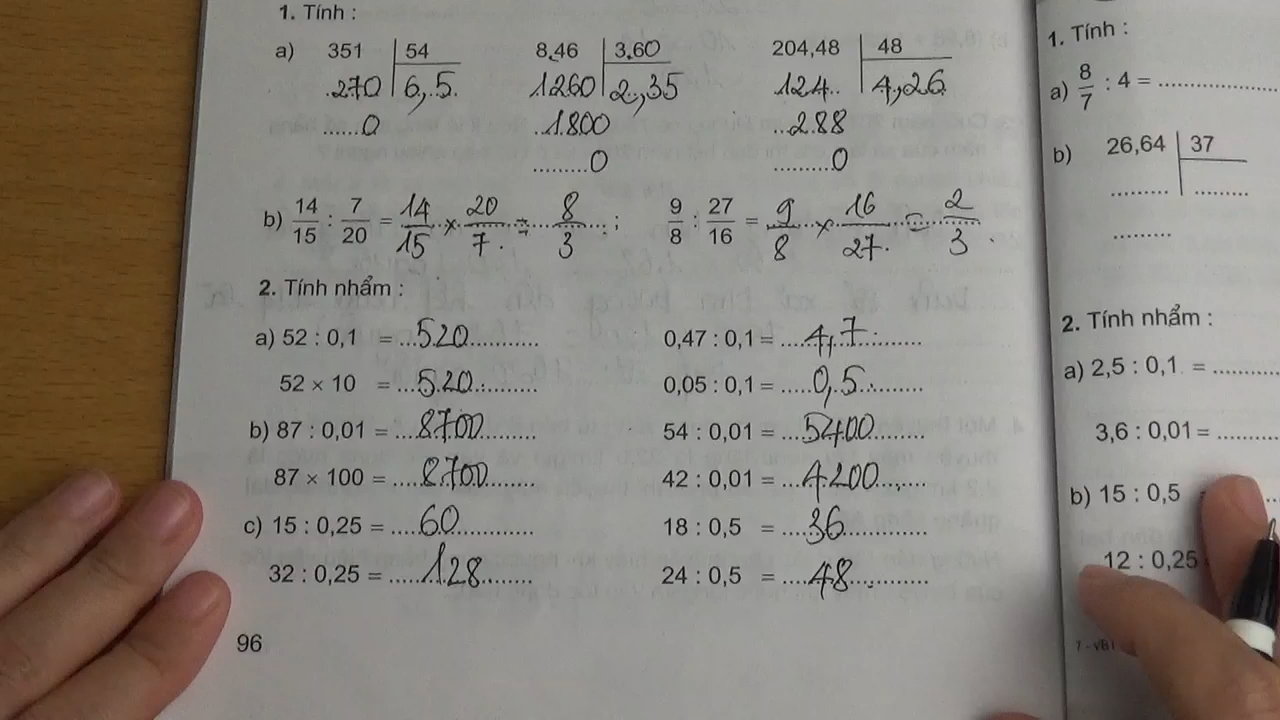 1. Tính :
a) 351 | 54 8,46 | 3,60 204,48 | 48
.270 | 6,5 1260 | 2,35 124.. | 4,26
......0 ..1800 ...288
.........0 .........0
b) 14/15 : 7/20 = 14/15 × 20/7 = 8/3 ; 9/8 : 27/16 = 9/8 × 16/27 = 2/3
2. Tính nhẩm :
a) 52 : 0,1 = ...520........... 0,47 : 0,1 = ....4,7.........
52 × 10 = ...520........... 0,05 : 0,1 = .....0,5.........
b) 87 : 0,01 = ...8700......... 54 : 0,01 = ....5400........
87 × 100 = ....8700........ 42 : 0,01 = ....4200.......
c) 15 : 0,25 = ....60........... 18 : 0,5 = ....36............
32 : 0,25 = .....128....... 24 : 0,5 = ....48............
96
1. Tính :
a) 8/7 : 4 = ..................
b) 26,64 | 37
......... | .........
.........
2. Tính nhẩm :
a) 2,5 : 0,1 = ...........
3,6 : 0,01 = ..........
b) 15 : 0,5
12 : 0,25